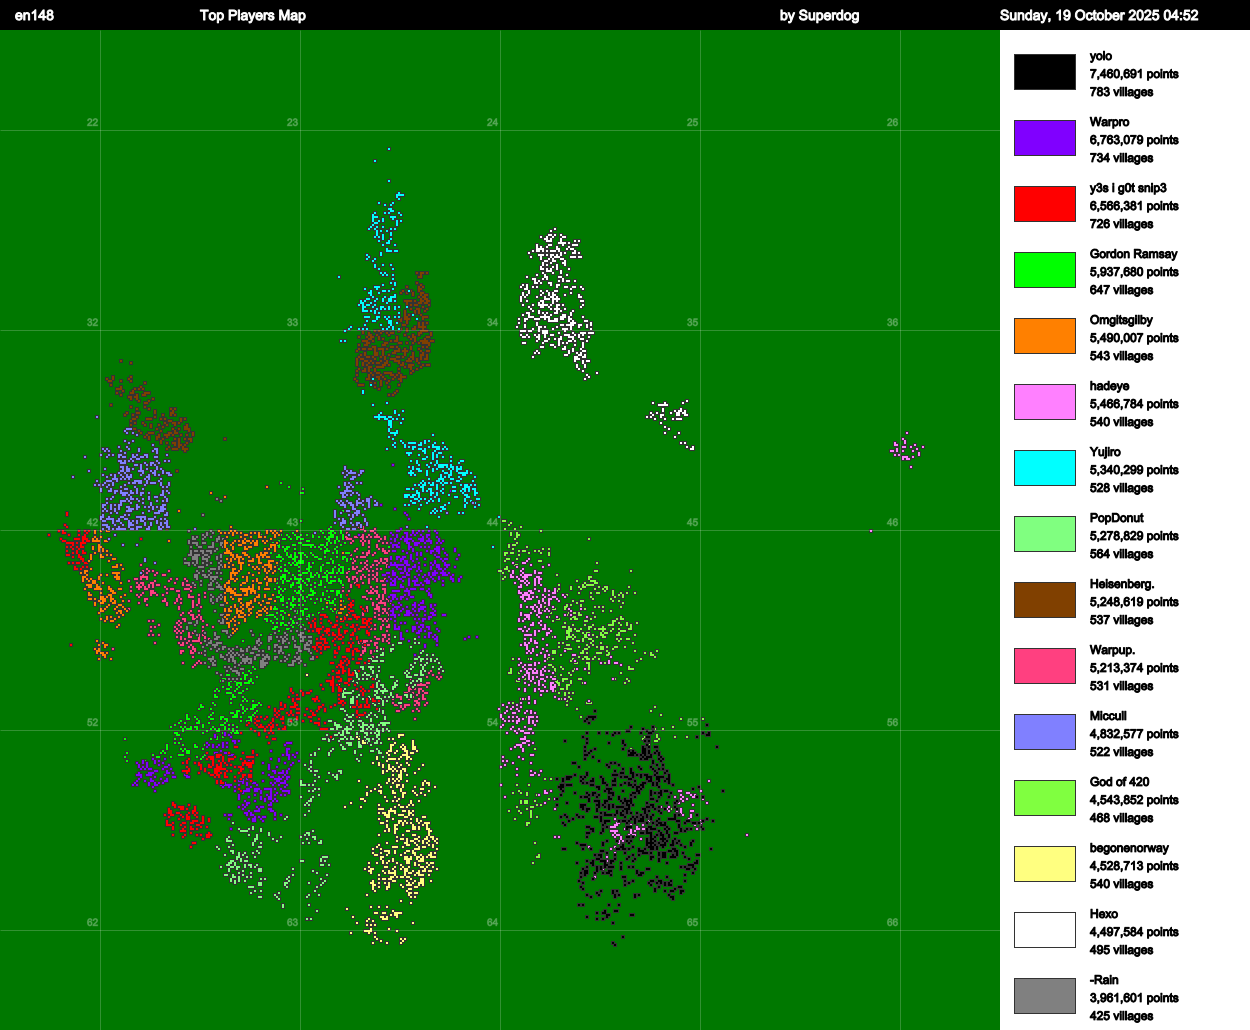 en148 Top Players Map by Superdog Sunday, 19 October 2025 04:52
yolo
7,460,691 points
783 villages
Warpro
6,763,079 points
734 villages
y3s i g0t snip3
6,566,381 points
726 villages
Gordon Ramsay
5,937,680 points
647 villages
Omgitsgilby
5,490,007 points
543 villages
hadeye
5,466,784 points
540 villages
Yujiro
5,340,299 points
528 villages
PopDonut
5,278,829 points
564 villages
Heisenberg.
5,248,619 points
537 villages
Warpup.
5,213,374 points
531 villages
Miccull
4,832,577 points
522 villages
God of 420
4,543,852 points
468 villages
begonenorway
4,528,713 points
540 villages
Hexo
4,497,584 points
495 villages
-Rain
3,961,601 points
425 villages
22 23 24 25 26
32 33 34 35 36
42 43 44 45 46
52 53 54 55 56
62 63 64 65 66